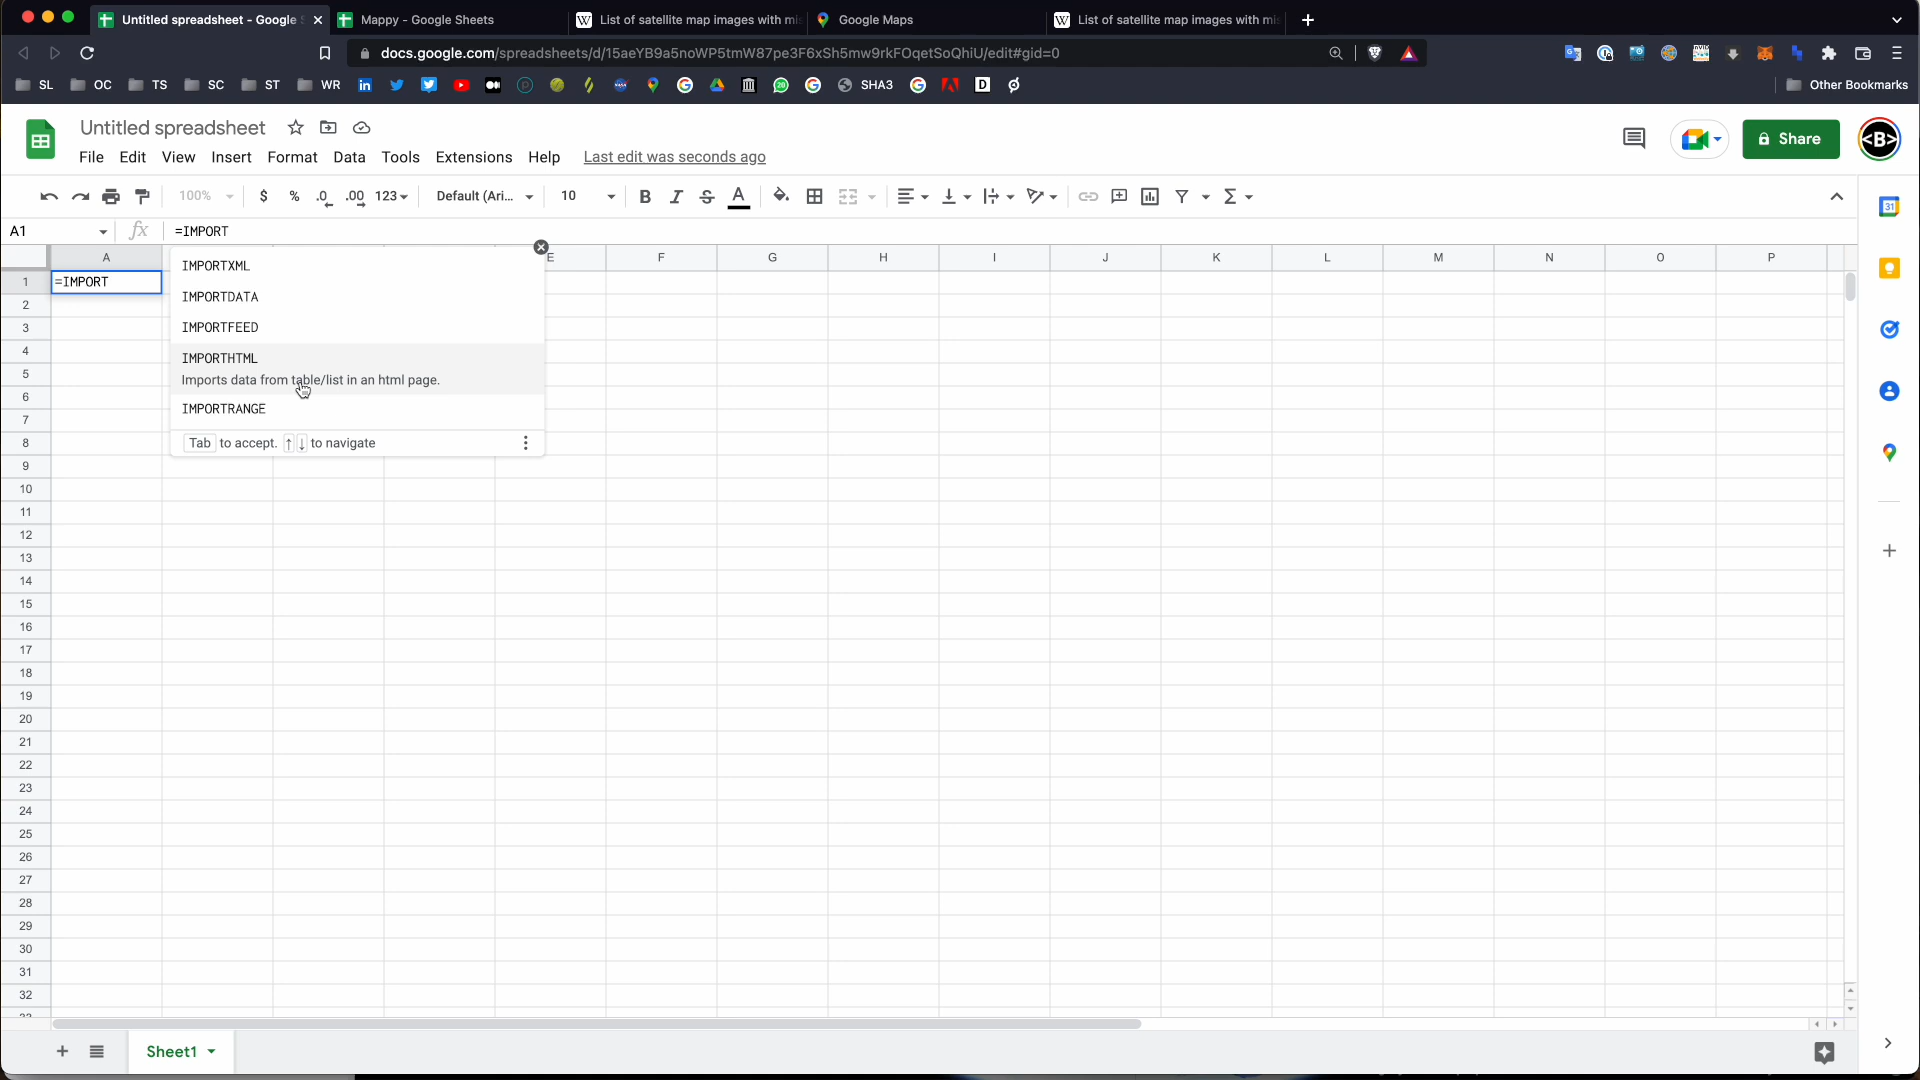 Untitled spreadsheet - Google S
Mappy - Google Sheets
List of satellite map images with mis
Google Maps
List of satellite map images with mis
docs.google.com/spreadsheets/d/15aeYB9a5noWP5tmW87pe3F6xSh5mw9rkFOqetSoQhiU/edit#gid=0
SL
OC
TS
SC
ST
WR
SHA3
Other Bookmarks
Untitled spreadsheet
File Edit View Insert Format Data Tools Extensions Help Last edit was seconds ago
Share
<B>
100% $ % .0 .00 123 Default (Ari... 10 B I S A
A1 fx =IMPORT
A E F G H I J K L M N O P
1 =IMPORT
IMPORTXML
IMPORTDATA
IMPORTFEED
IMPORTHTML
Imports data from table/list in an html page.
IMPORTRANGE
Tab to accept. ↑ ↓ to navigate
2
3
4
5
6
7
8
9
10
11
12
13
14
15
16
17
18
19
20
21
22
23
24
25
26
27
28
29
30
31
32
33
Sheet1
31